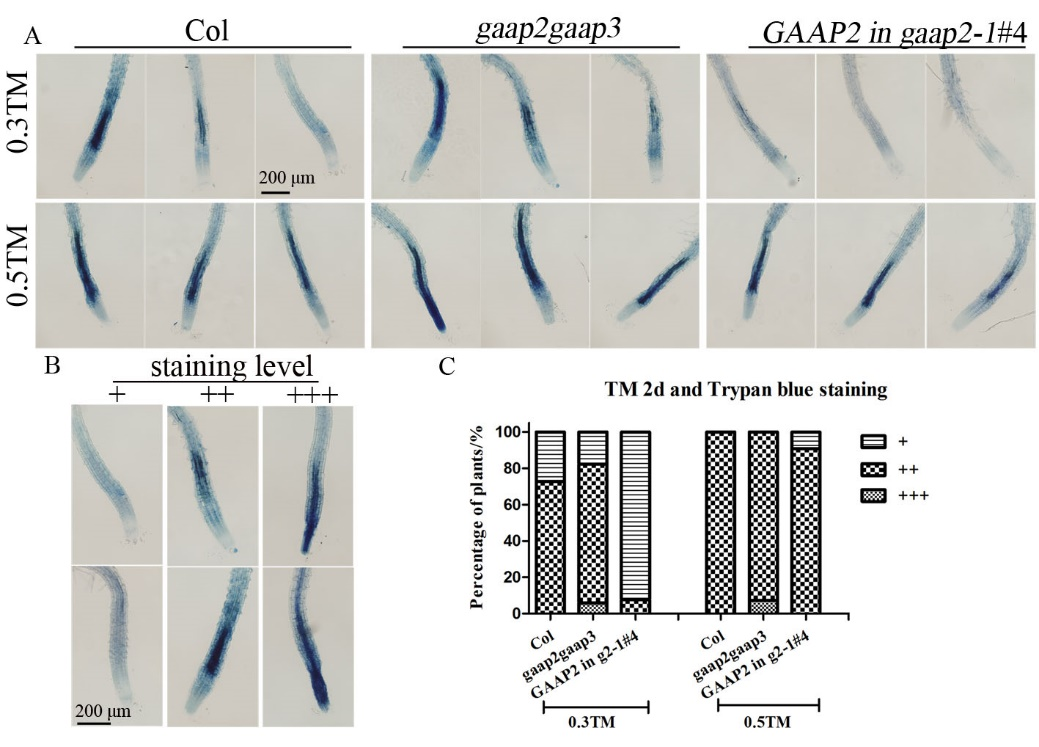 A
Col
gaap2gaap3
GAAP2 in gaap2-1#4
0.3TM
200 μm
0.5TM
B
staining level
+
++
+++
200 μm
C
TM 2d and Trypan blue staining
Percentage of plants/%
100
80
60
40
20
0
+
++
+++
Col
gaap2gaap3
GAAP2 in g2-1#4
Col
gaap2gaap3
GAAP2 in g2-1#4
0.3TM
0.5TM